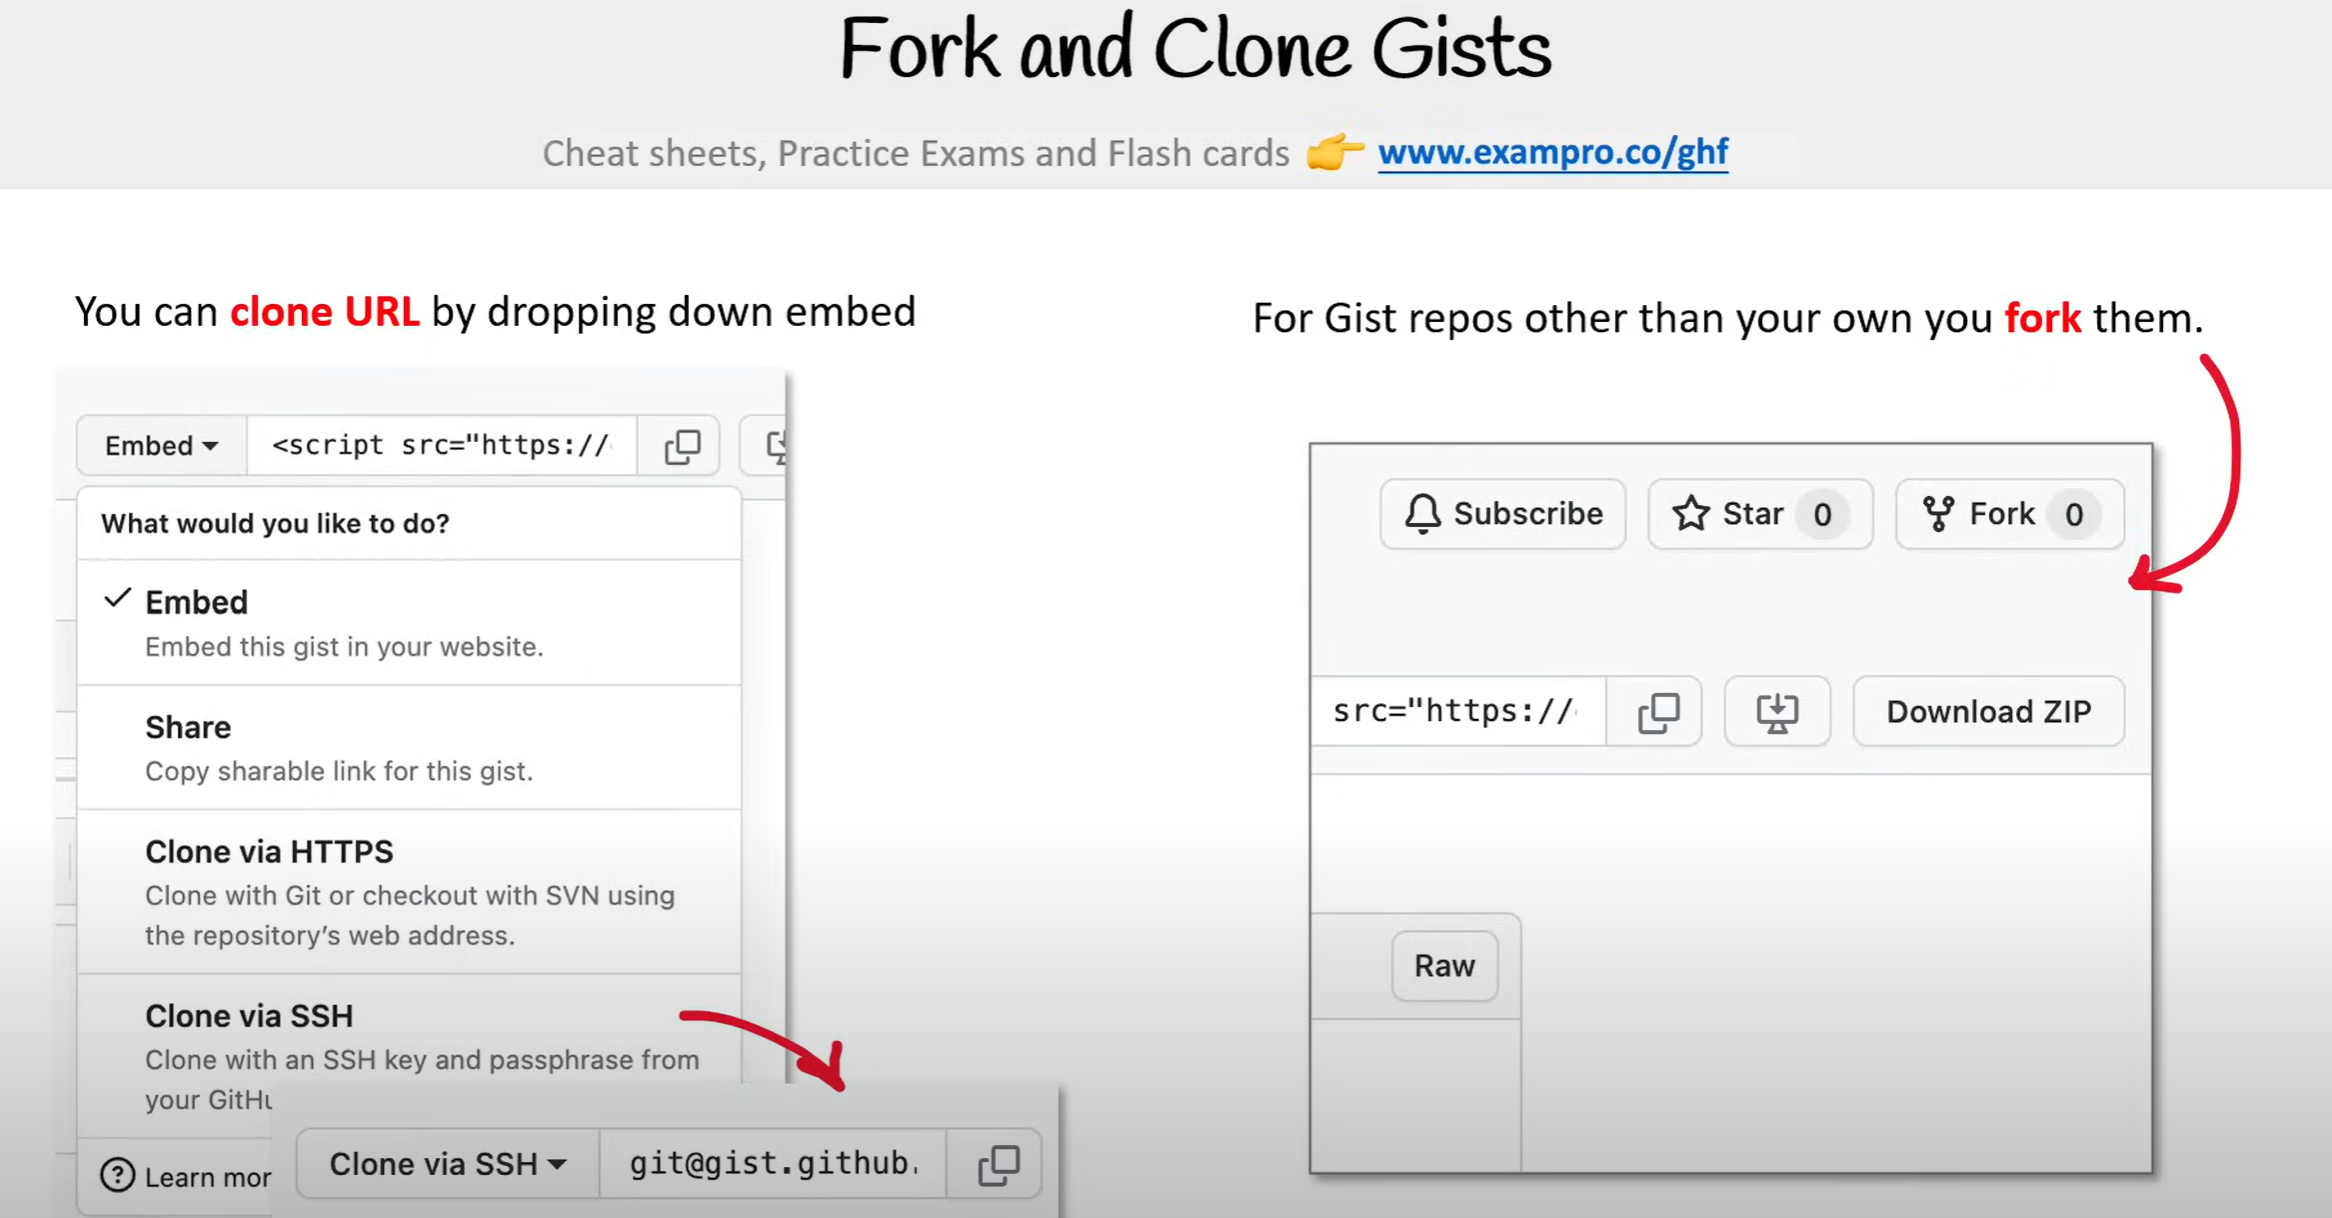 Fork and Clone Gists
Cheat sheets, Practice Exams and Flash cards 👉 www.exampro.co/ghf
You can clone URL by dropping down embed
Embed
<script src="https://
What would you like to do?
Embed
Embed this gist in your website.
Share
Copy sharable link for this gist.
Clone via HTTPS
Clone with Git or checkout with SVN using
the repository's web address.
Clone via SSH
Clone with an SSH key and passphrase from
your GitHu
Learn mor
Clone via SSH
git@gist.github.
For Gist repos other than your own you fork them.
Subscribe
Star 0
Fork 0
src="https://
Download ZIP
Raw